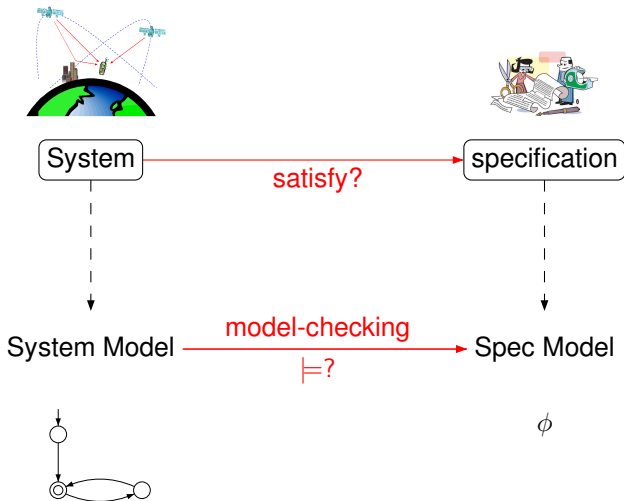 System
specification
satisfy?
model-checking
System Model
Spec Model
⊨?
ϕ